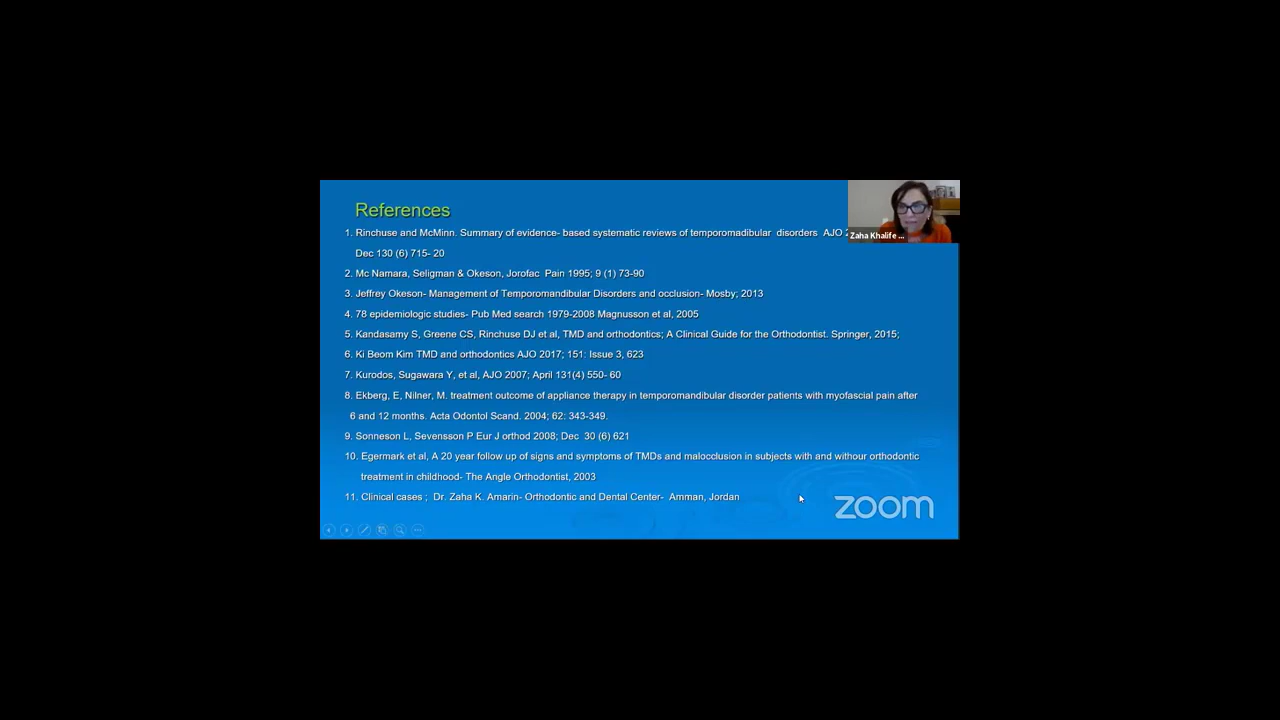 References
1. Rinchuse and McMinn. Summary of evidence- based systematic reviews of temporomadibular disorders AJO
Dec 130 (6) 715- 20
2. Mc Namara, Seligman & Okeson, Jorofac Pain 1995; 9 (1) 73-90
3. Jeffrey Okeson- Management of Temporomandibular Disorders and occlusion- Mosby; 2013
4. 78 epidemiologic studies- Pub Med search 1979-2008 Magnusson et al, 2005
5. Kandasamy S, Greene CS, Rinchuse DJ et al, TMD and orthodontics; A Clinical Guide for the Orthodontist. Springer, 2015;
6. Ki Beom Kim TMD and orthodontics AJO 2017; 151: Issue 3, 623
7. Kurodos, Sugawara Y, et al, AJO 2007; April 131(4) 550- 60
8. Ekberg, E, Nilner, M. treatment outcome of appliance therapy in temporomandibular disorder patients with myofascial pain after
6 and 12 months. Acta Odontol Scand. 2004; 62: 343-349.
9. Sonneson L, Sevensson P Eur J orthod 2008; Dec 30 (6) 621
10. Egermark et al, A 20 year follow up of signs and symptoms of TMDs and malocclusion in subjects with and withour orthodontic
treatment in childhood- The Angle Orthodontist, 2003
11. Clinical cases ; Dr. Zaha K. Amarin- Orthodontic and Dental Center- Amman, Jordan
Zaha Khalife ...
zoom